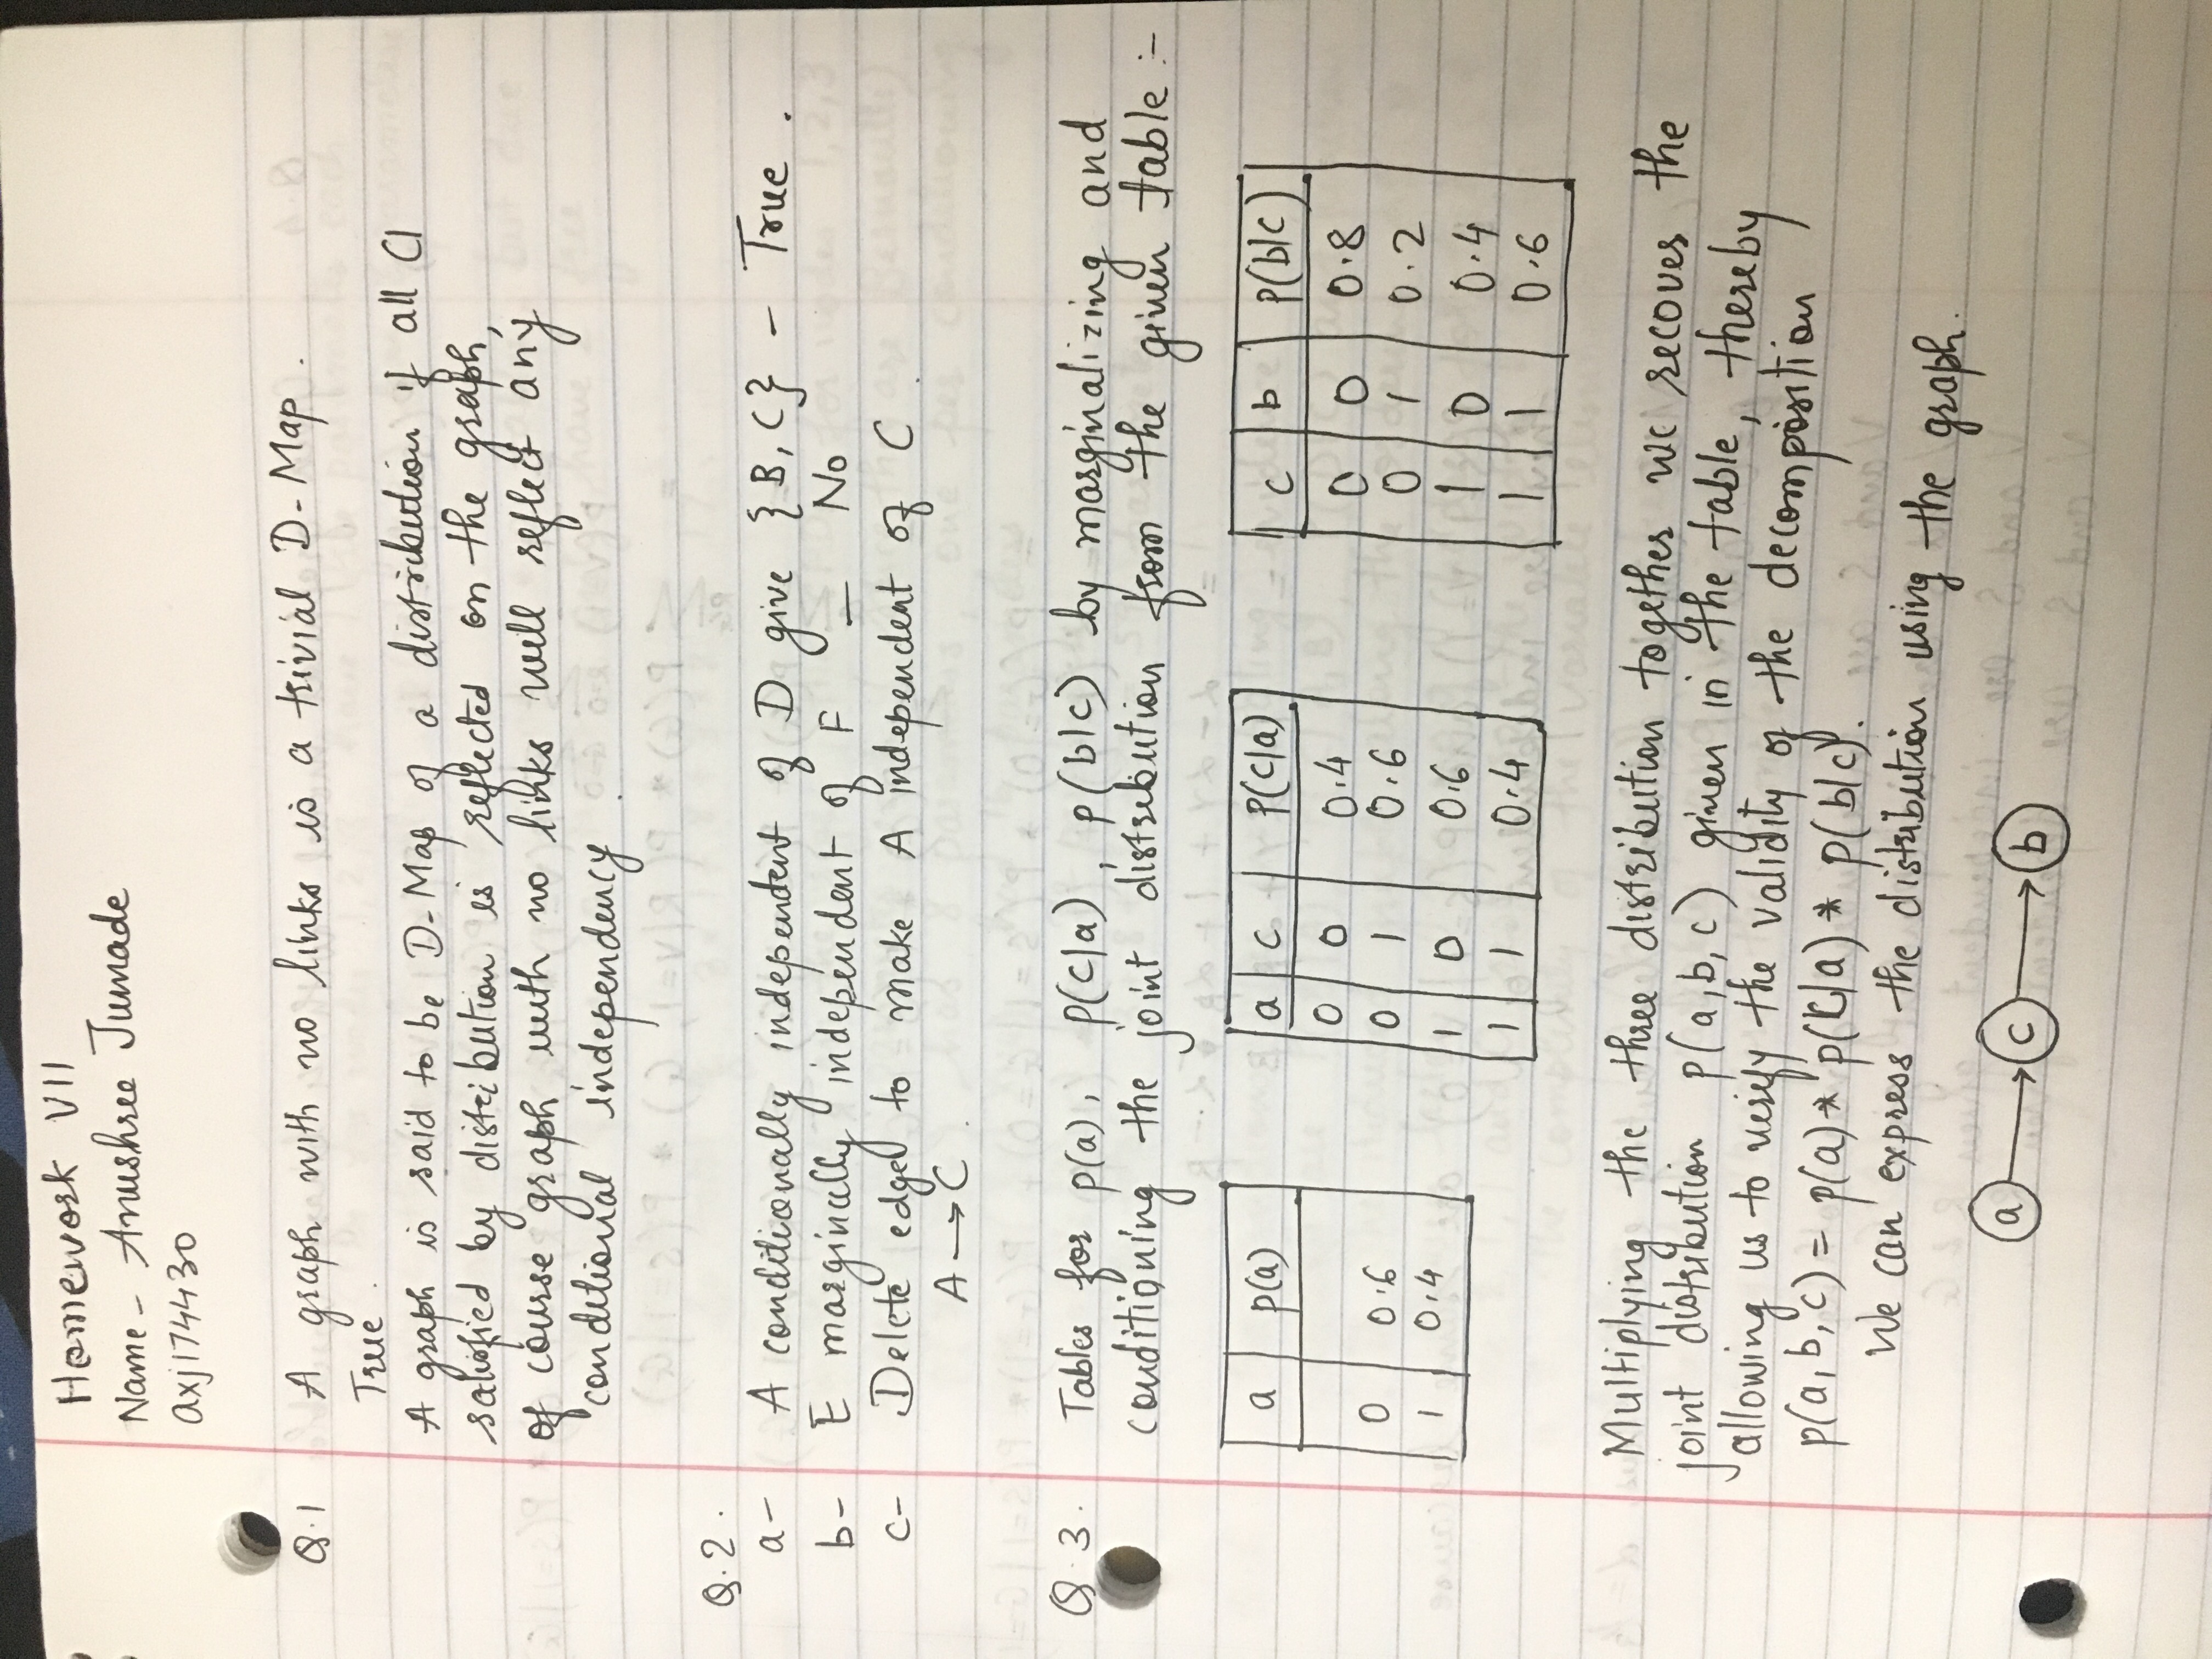 Homework VII
Name - Anushree Jumade
axj174430
Q.1 A graph with no links is a trivial D-Map.
True.
A graph is said to be D-Map of a distribution if all CI
satisfied by distribution is reflected on the graph,
of course graph with no links will reflect any
conditional independency.
Q.2.
a- A conditionally independent of D give {B, C} - True.
b- E marginally independent of F - No
c- Delete edge to make A independent of C.
A → C.
Q.3. Tables for p(a), p(c|a), p(b|c) by marginalizing and
conditioning the joint distribution from the given table :-
a p(a)
0 0.6
1 0.4
a c P(c|a)
0 0 0.4
0 1 0.6
1 0 0.6
1 1 0.4
c b P(b|c)
0 0 0.8
0 1 0.2
1 0 0.4
1 1 0.6
Multiplying the three distribution together we recover the
joint distribution p(a,b,c) given in the table, thereby
allowing us to verify the validity of the decomposition
p(a,b,c) = p(a) * p(c|a) * p(b|c).
We can express the distribution using the graph.
a → c → b